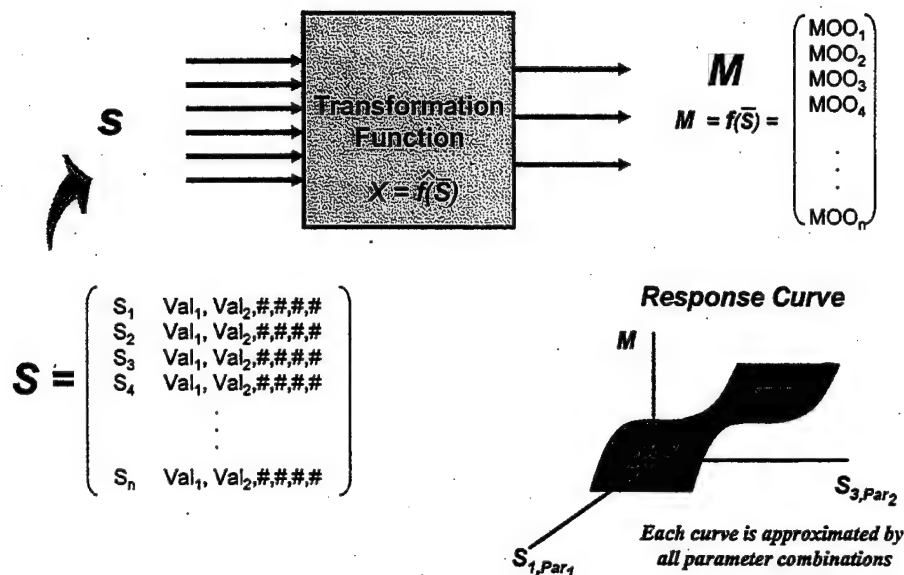 S
Transformation
Function
X = f̂(S̄)
M
M = f(S̄) =
MOO₁
MOO₂
MOO₃
MOO₄
.
.
.
MOOₙ
S ≡
S₁ Val₁, Val₂,#,#,#,#
S₂ Val₁, Val₂,#,#,#,#
S₃ Val₁, Val₂,#,#,#,#
S₄ Val₁, Val₂,#,#,#,#
.
.
.
Sₙ Val₁, Val₂,#,#,#,#
Response Curve
M
S₃,Par₂
S₁,Par₁
Each curve is approximated by
all parameter combinations